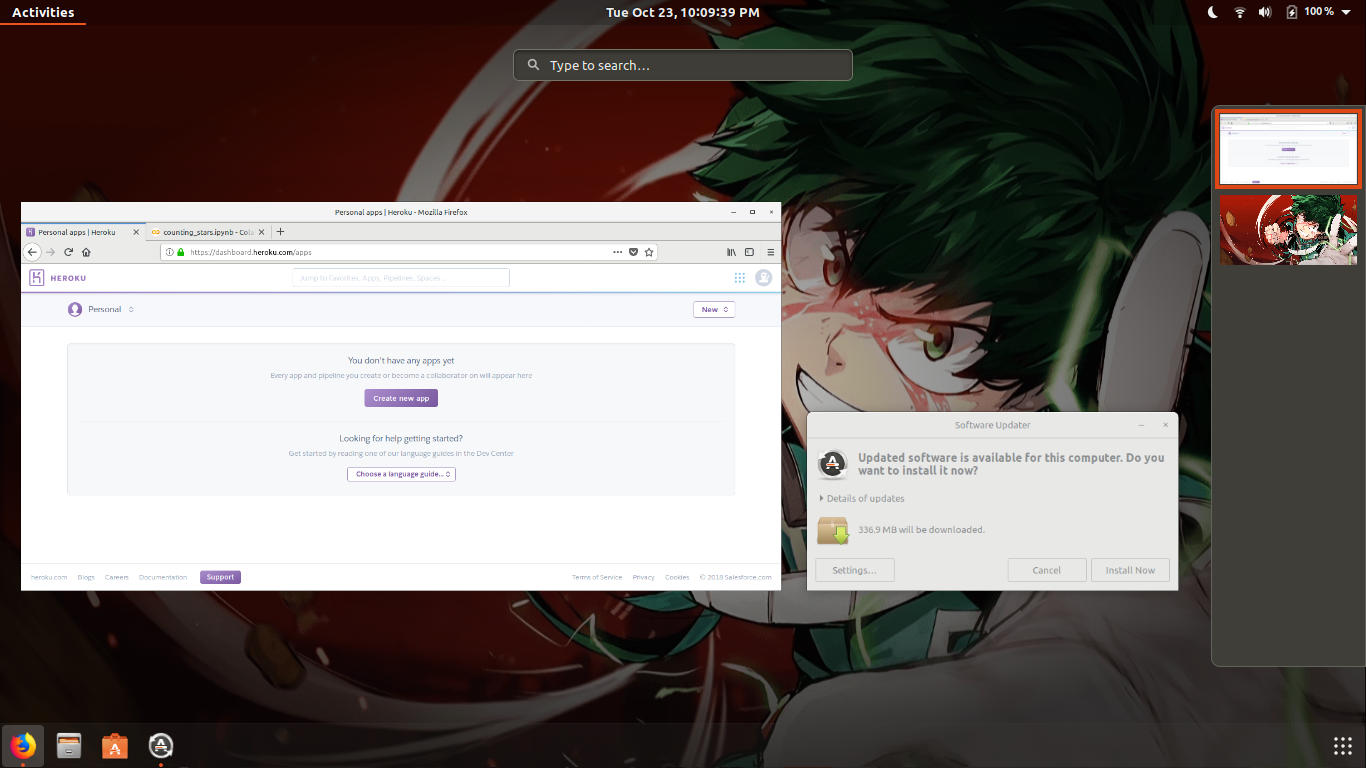 Activities
Tue Oct 23, 10:09:39 PM
100 %
Type to search…
Personal apps | Heroku - Mozilla Firefox
Personal apps | Heroku
counting_stars.ipynb - Cola
https://dashboard.heroku.com/apps
HEROKU
Jump to Favorites, Apps, Pipelines, Spaces...
Personal
New
You don't have any apps yet
Every app and pipeline you create or become a collaborator on will appear here
Create new app
Looking for help getting started?
Get started by reading one of our language guides in the Dev Center
Choose a language guide...
heroku.com Blogs Careers Documentation Support
Terms of Service Privacy Cookies © 2018 Salesforce.com
Software Updater
Updated software is available for this computer. Do you
want to install it now?
Details of updates
336.9 MB will be downloaded.
Settings…
Cancel
Install Now